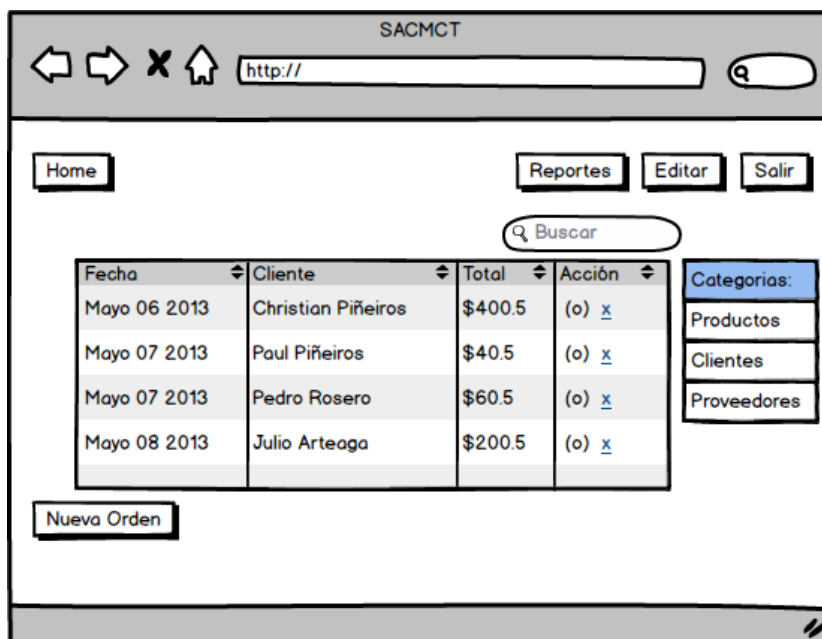 SACMCT
http://
Home Reportes Editar Salir
Buscar
Fecha Cliente Total Acción
Mayo 06 2013 Christian Piñeiros $400.5 (o) x
Mayo 07 2013 Paul Piñeiros $40.5 (o) x
Mayo 07 2013 Pedro Rosero $60.5 (o) x
Mayo 08 2013 Julio Arteaga $200.5 (o) x
Categorias:
Productos
Clientes
Proveedores
Nueva Orden